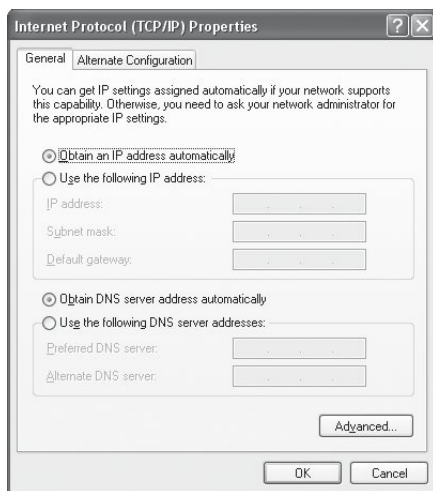 Internet Protocol (TCP/IP) Properties
General
Alternate Configuration
You can get IP settings assigned automatically if your network supports
this capability. Otherwise, you need to ask your network administrator for
the appropriate IP settings.
Obtain an IP address automatically
Use the following IP address:
IP address:
Subnet mask:
Default gateway:
Obtain DNS server address automatically
Use the following DNS server addresses:
Preferred DNS server:
Alternate DNS server:
Advanced...
OK
Cancel